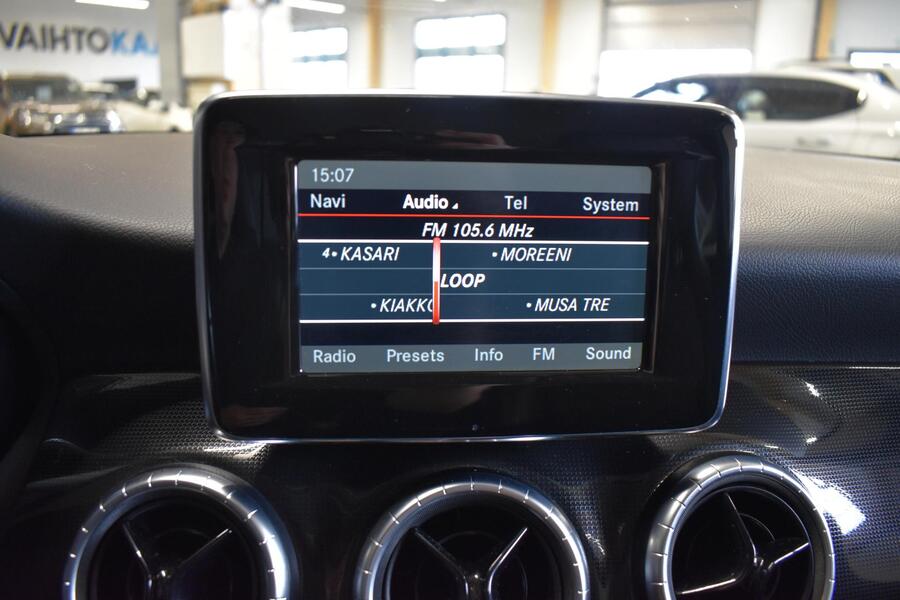 VAIHTOKA
15:07
Navi Audio Tel System
FM 105.6 MHz
4• KASARI • MOREENI
LOOP
• KIAKKO • MUSA TRE
Radio Presets Info FM Sound